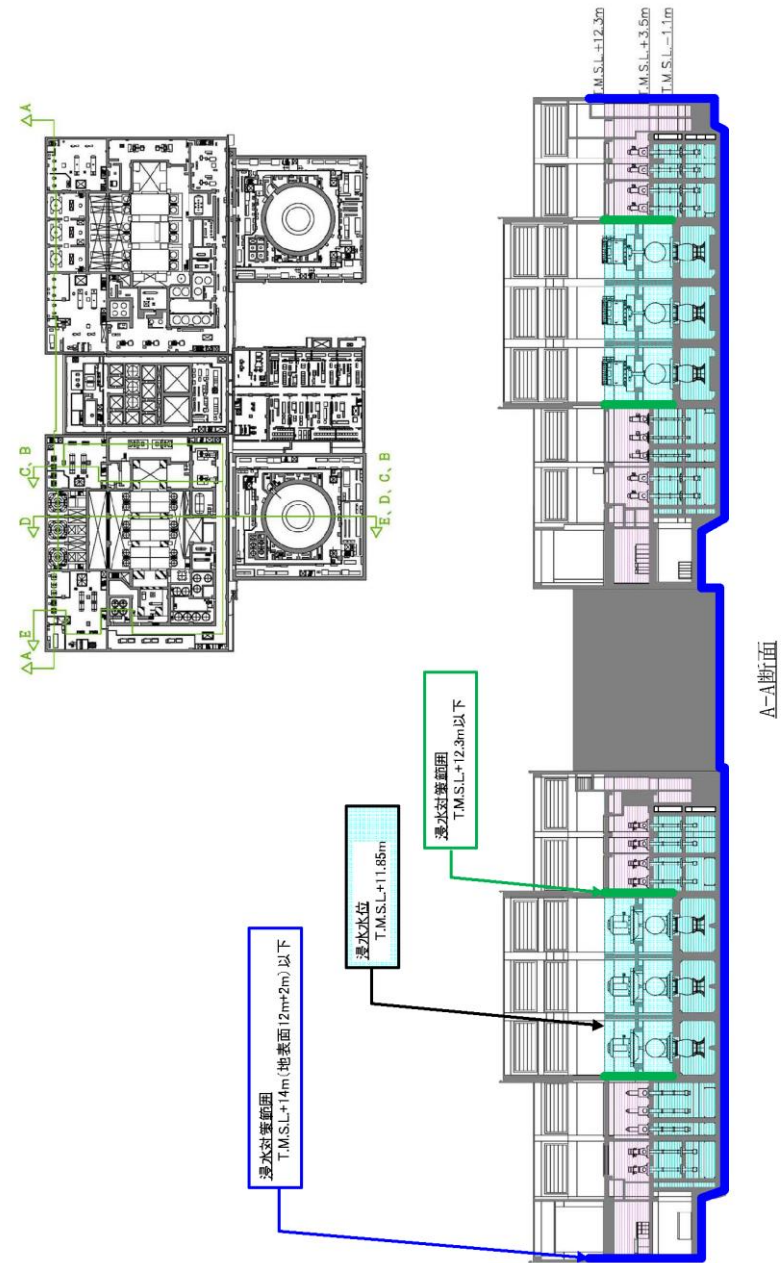 A
A
C、B
D
E
A
E、D、C、B
浸水対策範囲
T.M.S.L.+14m(地表面12m+2m)以下
浸水水位
T.M.S.L.+11.85m
浸水対策範囲
T.M.S.L.+12.3m以下
T.M.S.L.+12.3m
T.M.S.L.+3.5m
T.M.S.L.-1.1m
A-A断面